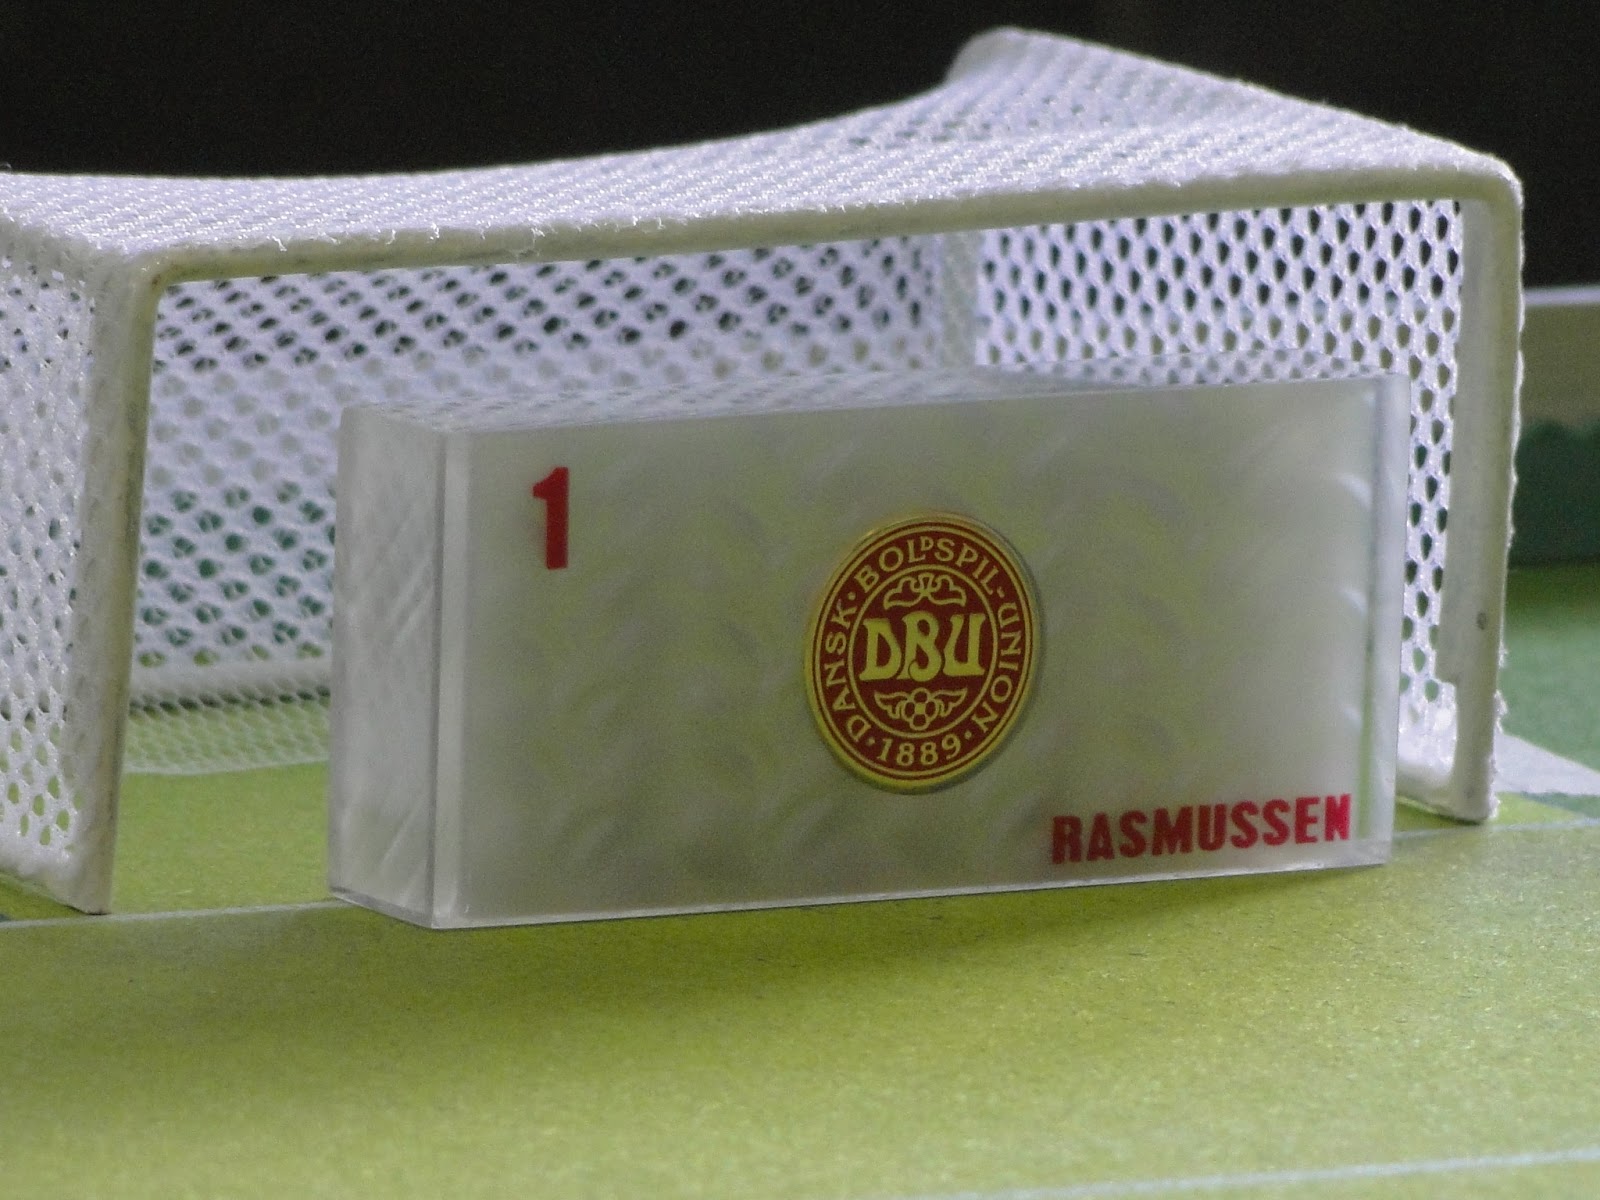 1
DANSK·BOLDSPIL-UNION
DBU
·1889·
RASMUSSEN